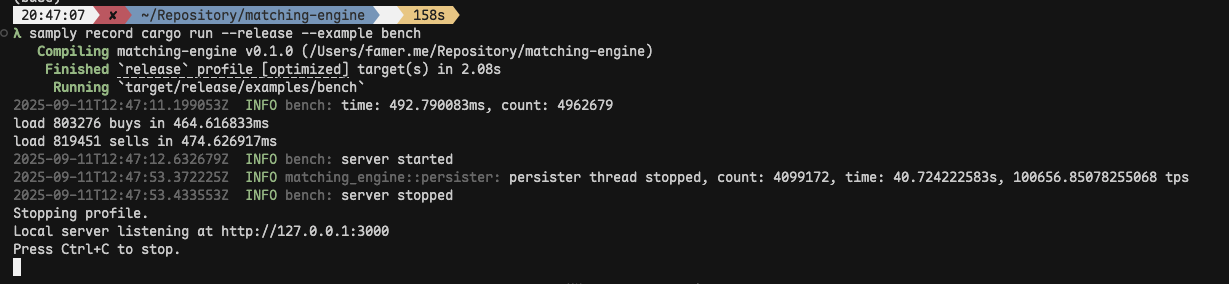 20:47:07 ✘ ~/Repository/matching-engine 158s
λ samply record cargo run --release --example bench
Compiling matching-engine v0.1.0 (/Users/famer.me/Repository/matching-engine)
Finished `release` profile [optimized] target(s) in 2.08s
Running `target/release/examples/bench`
2025-09-11T12:47:11.199053Z INFO bench: time: 492.790083ms, count: 4962679
load 803276 buys in 464.616833ms
load 819451 sells in 474.626917ms
2025-09-11T12:47:12.632679Z INFO bench: server started
2025-09-11T12:47:53.372225Z INFO matching_engine::persister: persister thread stopped, count: 4099172, time: 40.724222583s, 100656.85078255068 tps
2025-09-11T12:47:53.433553Z INFO bench: server stopped
Stopping profile.
Local server listening at http://127.0.0.1:3000
Press Ctrl+C to stop.